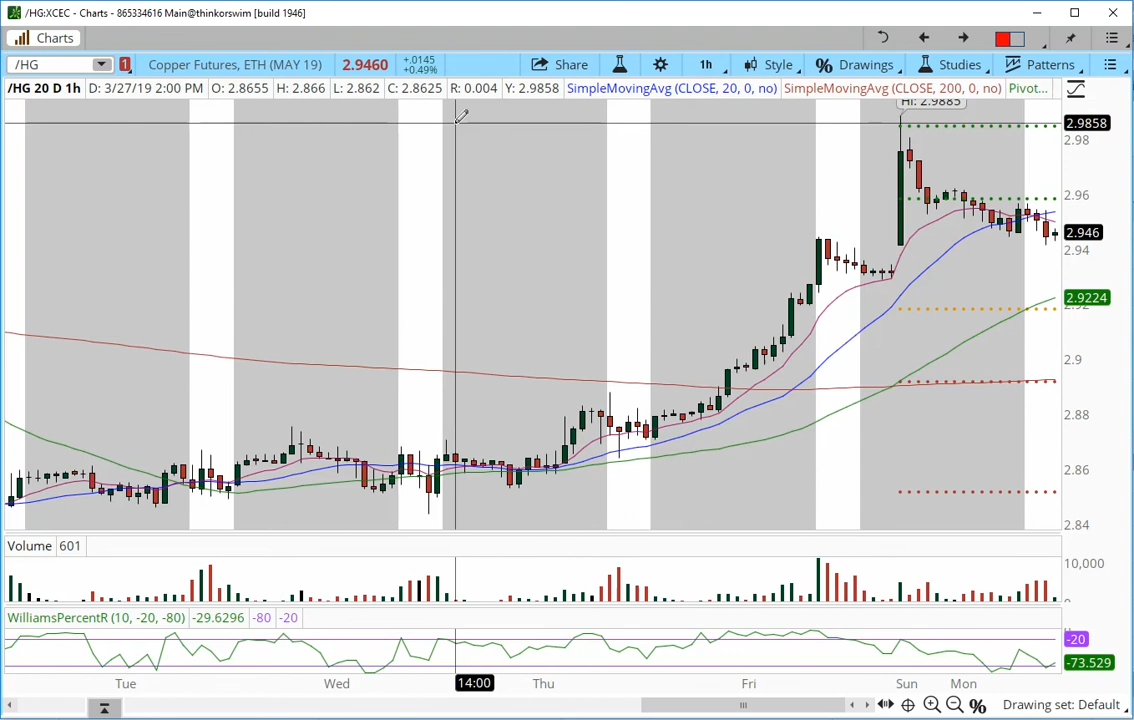 /HG:XCEC - Charts - 865334616 Main@thinkorswim [build 1946]
Charts
/HG 1 Copper Futures, ETH (MAY 19) 2.9460 +.0145 +0.49% Share 1h Style Drawings Studies Patterns
/HG 20 D 1h D: 3/27/19 2:00 PM O: 2.8655 H: 2.866 L: 2.862 C: 2.8625 R: 0.004 Y: 2.9858 SimpleMovingAvg (CLOSE, 20, 0, no) SimpleMovingAvg (CLOSE, 200, 0, no) Pivot...
Hi: 2.9885
2.9858
2.98
2.96
2.946
2.94
2.9224
2.9
2.88
2.86
2.84
Volume 601
10,000
WilliamsPercentR (10, -20, -80) -29.6296 -80 -20
-20
-73.529
Tue Wed 14:00 Thu Fri Sun Mon
Drawing set: Default